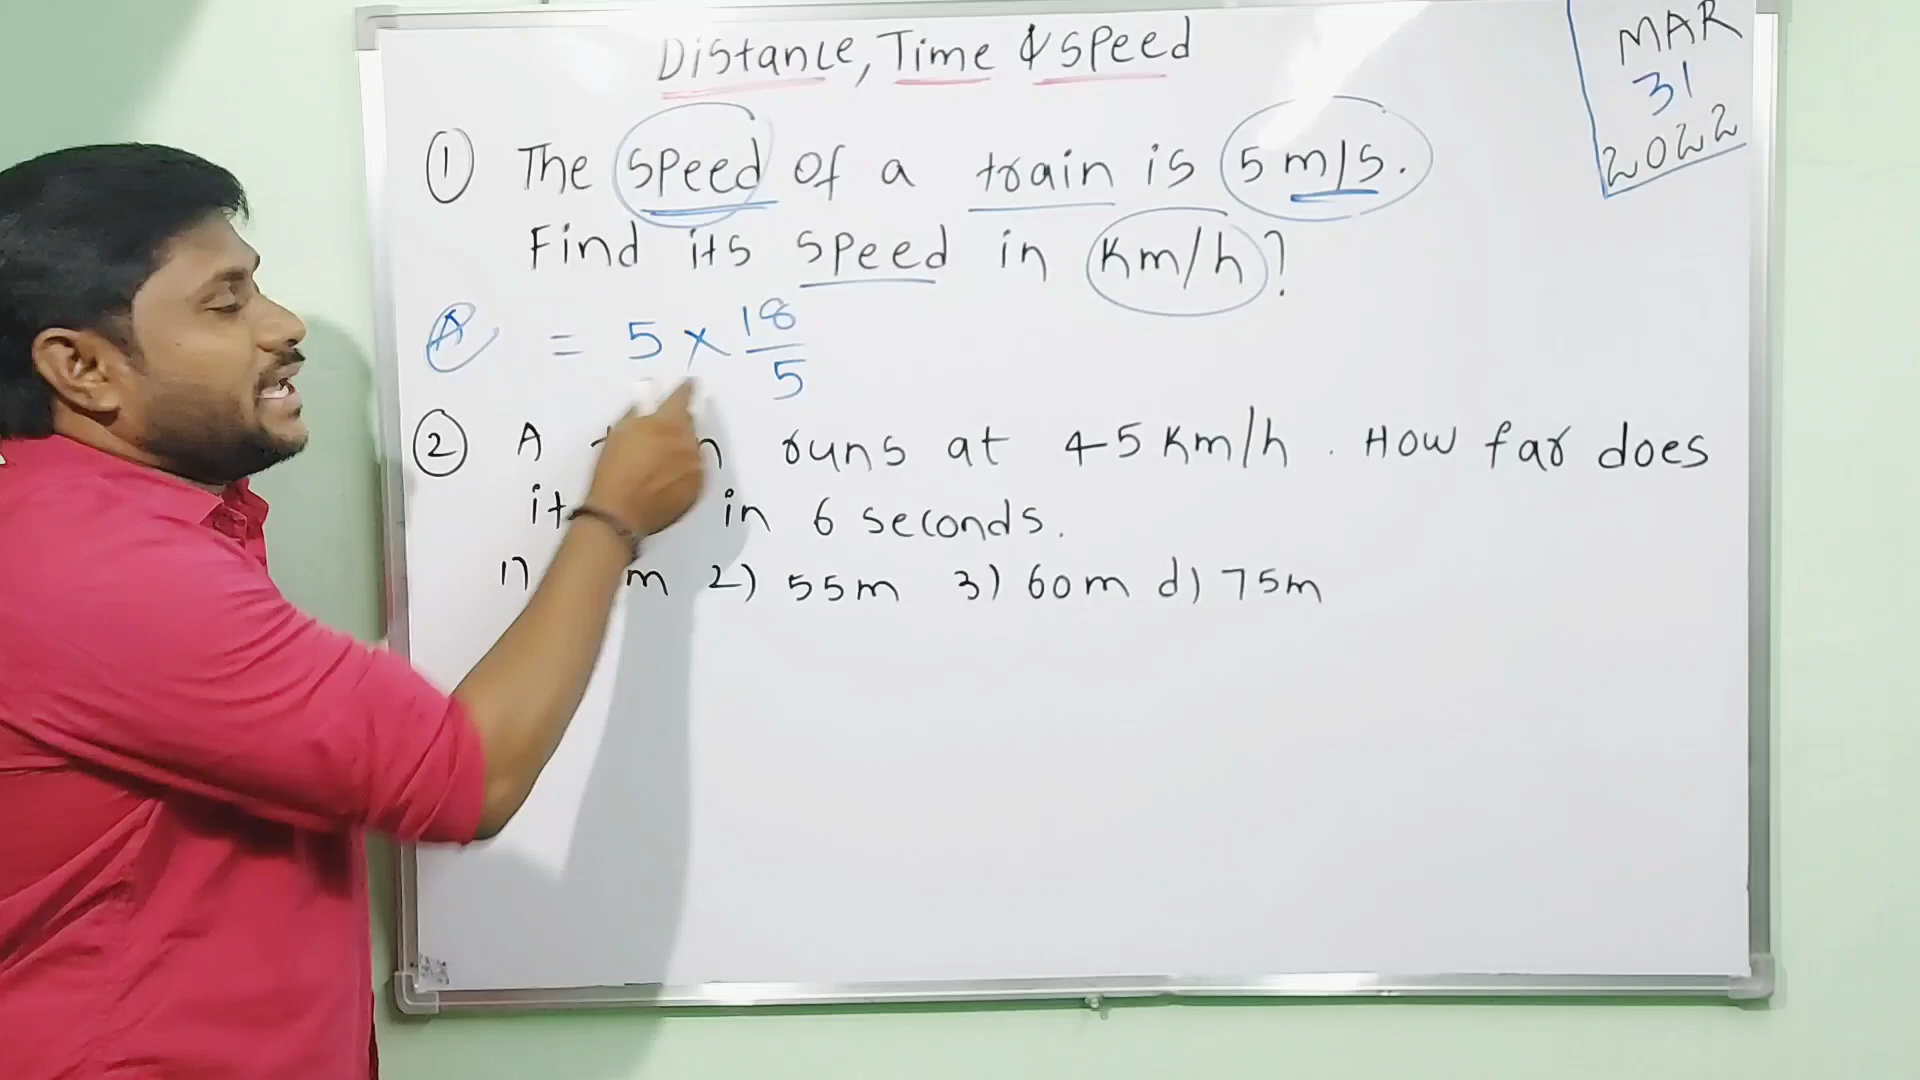 Distance, Time & speed
MAR
31
2022
① The speed of a train is 5 m/s.
Find its speed in Km/h?
A = 5 × 18/5
② A runs at 45 Km/h. How far does
it in 6 seconds.
1) m 2) 55m 3) 60m d) 75m